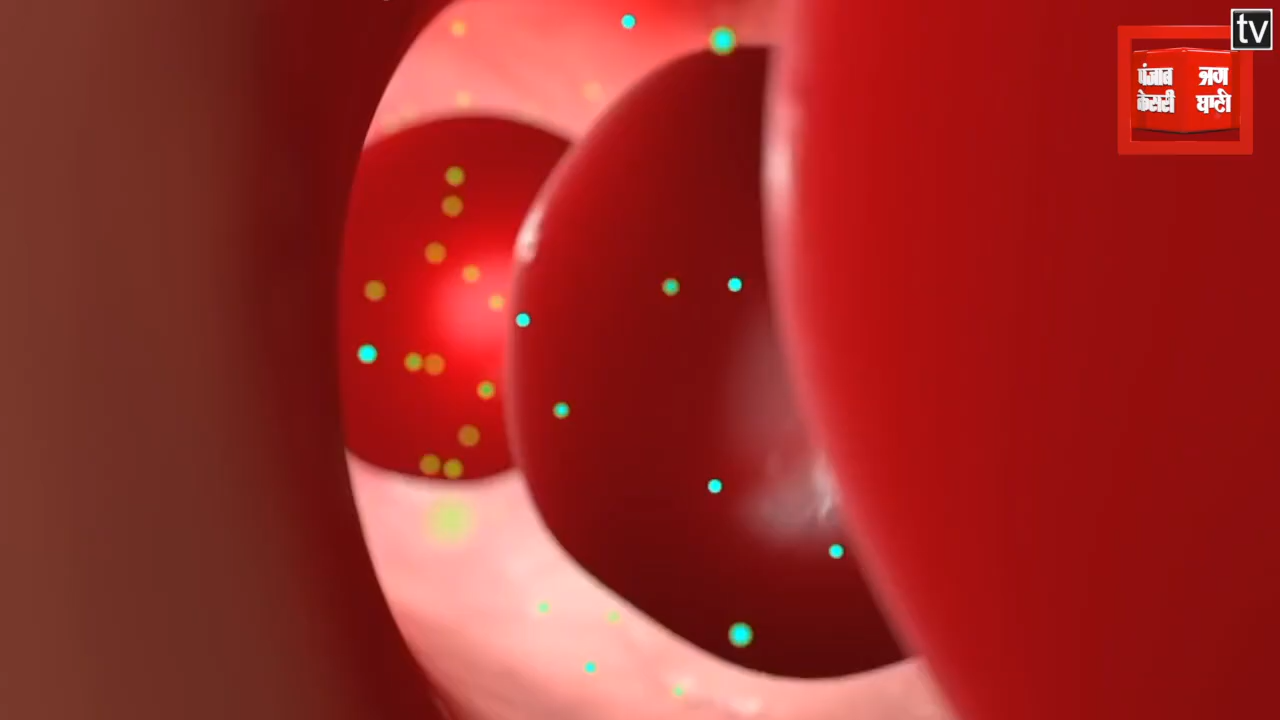 tv
पंजाब ਜਗ
केसरी ਬਾਣੀ